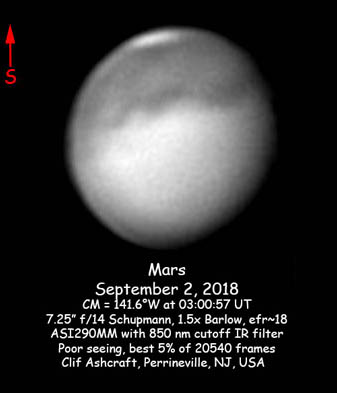 S
Mars
September 2, 2018
CM = 141.6°W at 03:00:57 UT
7.25" f/14 Schupmann, 1.5x Barlow, efr~18
ASI290MM with 850 nm cutoff IR filter
Poor seeing, best 5% of 20540 frames
Clif Ashcraft, Perrineville, NJ, USA